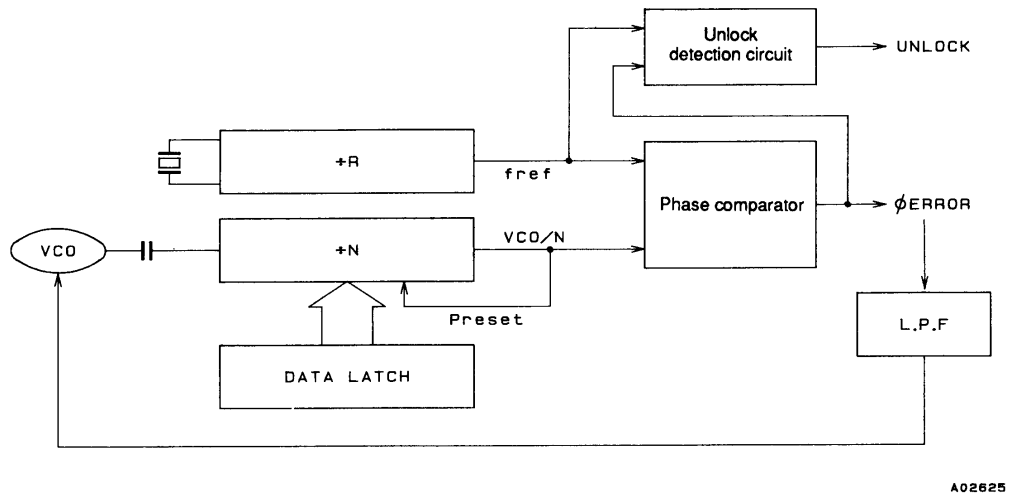 Unlock
detection circuit
UNLOCK
÷R
fref
Phase comparator
φERROR
VCO
÷N
VCO/N
Preset
L.P.F
DATA LATCH
A02625